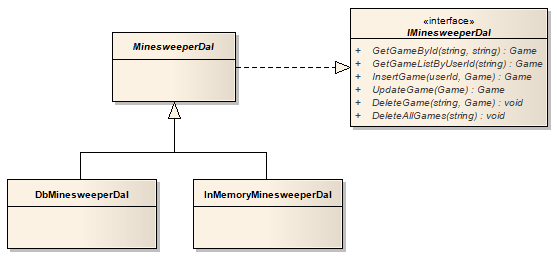 MinesweeperDal
«interface»
IMinesweeperDal
+ GetGameById(string, string) : Game
+ GetGameListByUserId(string) : Game
+ InsertGame(userId, Game) : Game
+ UpdateGame(Game) : Game
+ DeleteGame(string, Game) : void
+ DeleteAllGames(string) : void
DbMinesweeperDal
InMemoryMinesweeperDal